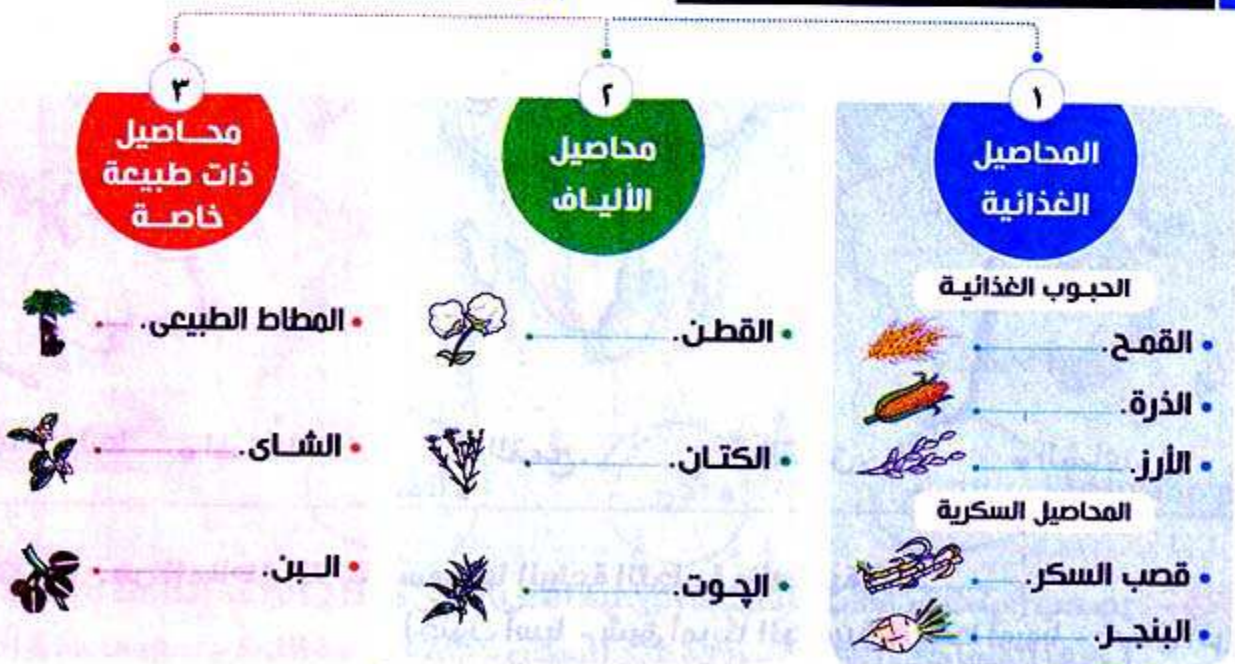 ١
المحاصيل
الغذائية
الحبوب الغذائية
• القمح.
• الذرة.
• الأرز.
المحاصيل السكرية
• قصب السكر.
• البنجر.
٢
محاصيل
الألياف
• القطن.
• الكتان.
• الچوت.
٣
محاصيل
ذات طبيعة
خاصة
• المطاط الطبيعى.
• الشاى.
• البن.